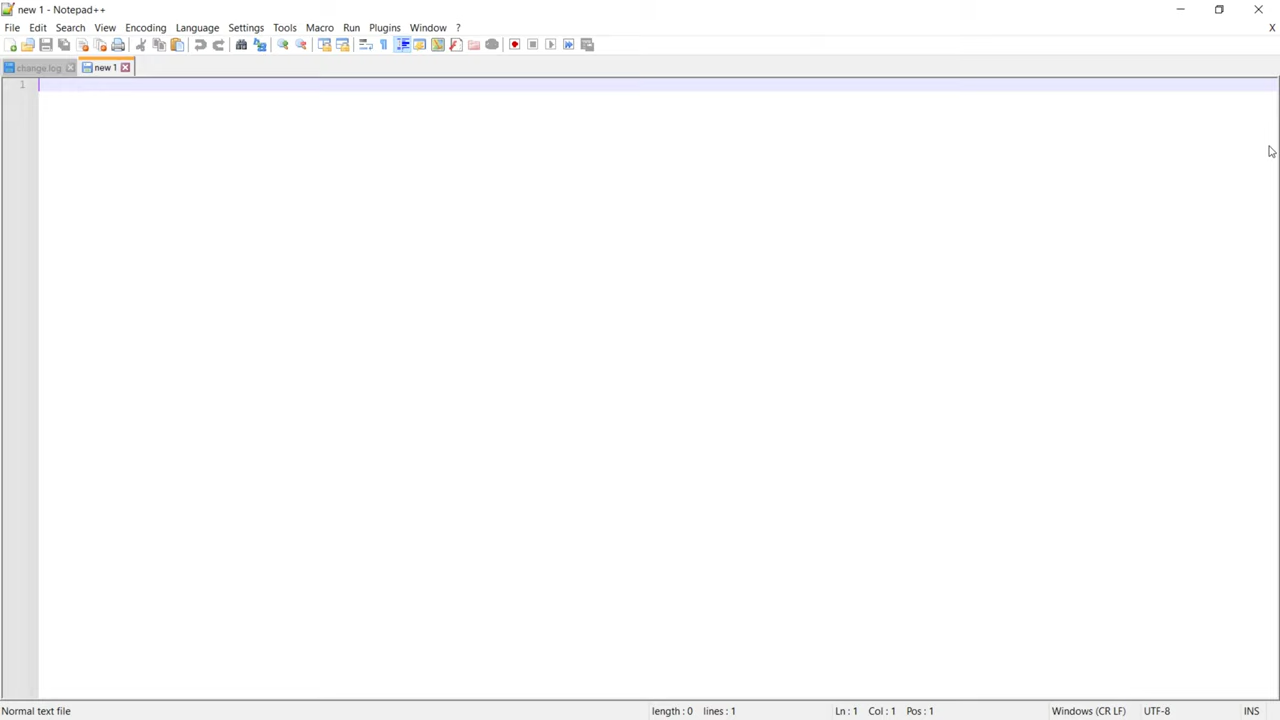 new 1 - Notepad++
File Edit Search View Encoding Language Settings Tools Macro Run Plugins Window ? X
change.log new 1
1
Normal text file length : 0 lines : 1 Ln : 1 Col : 1 Pos : 1 Windows (CR LF) UTF-8 INS